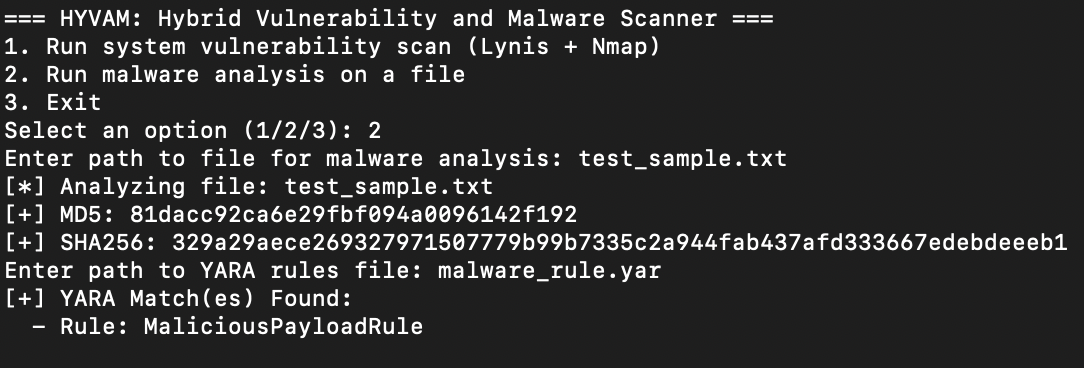 === HYVAM: Hybrid Vulnerability and Malware Scanner ===
1. Run system vulnerability scan (Lynis + Nmap)
2. Run malware analysis on a file
3. Exit
Select an option (1/2/3): 2
Enter path to file for malware analysis: test_sample.txt
[*] Analyzing file: test_sample.txt
[+] MD5: 81dacc92ca6e29fbf094a0096142f192
[+] SHA256: 329a29aece269327971507779b99b7335c2a944fab437afd333667edebdeeeb1
Enter path to YARA rules file: malware_rule.yar
[+] YARA Match(es) Found:
  - Rule: MaliciousPayloadRule